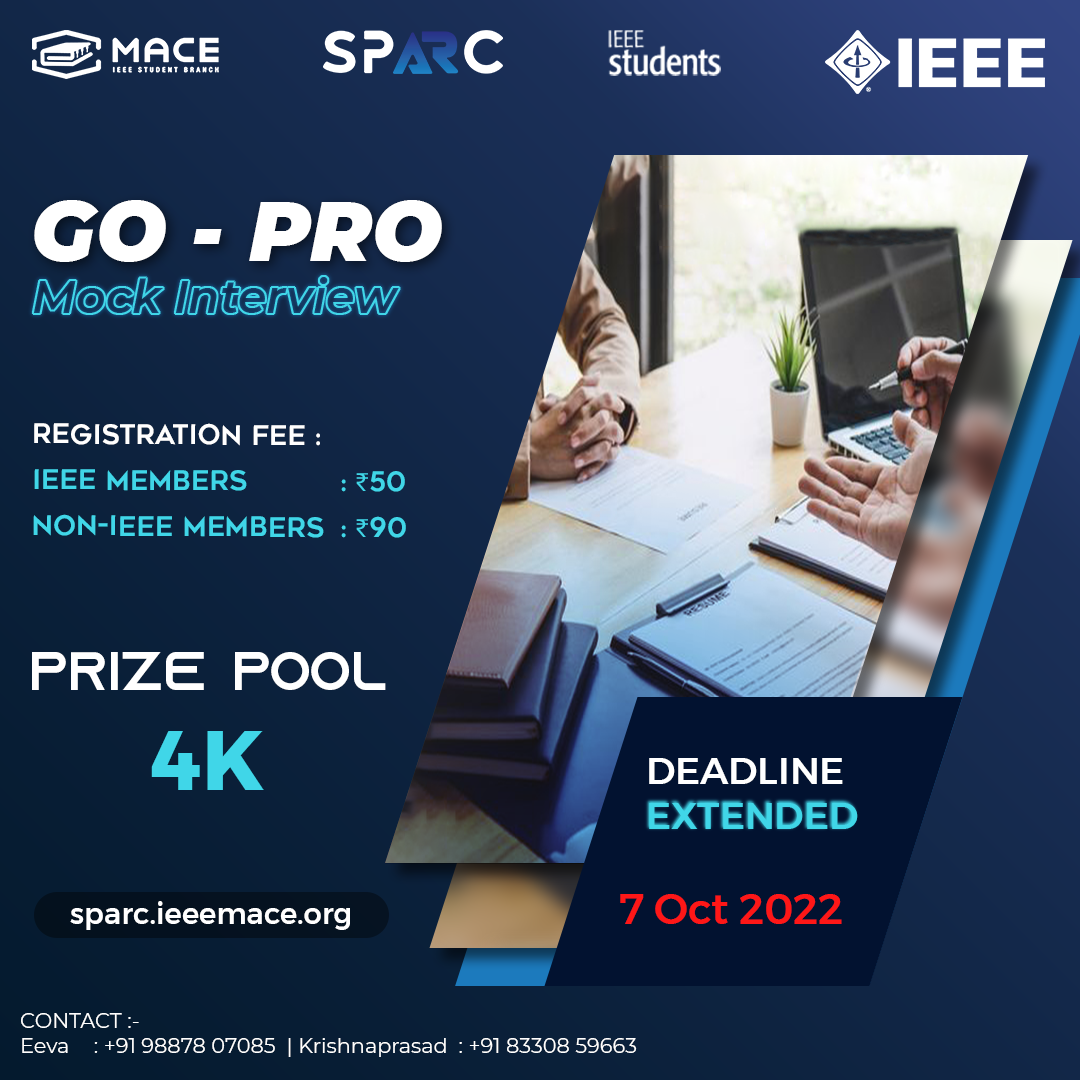 MACE
IEEE STUDENT BRANCH
SPARC
IEEE
students
IEEE
GO - PRO
Mock Interview
REGISTRATION FEE :
IEEE MEMBERS : ₹50
NON-IEEE MEMBERS : ₹90
PRIZE POOL
4K
RESUME
RESUME
DEADLINE
EXTENDED
7 Oct 2022
sparc.ieeemace.org
CONTACT :-
Eeva : +91 98878 07085 | Krishnaprasad : +91 83308 59663